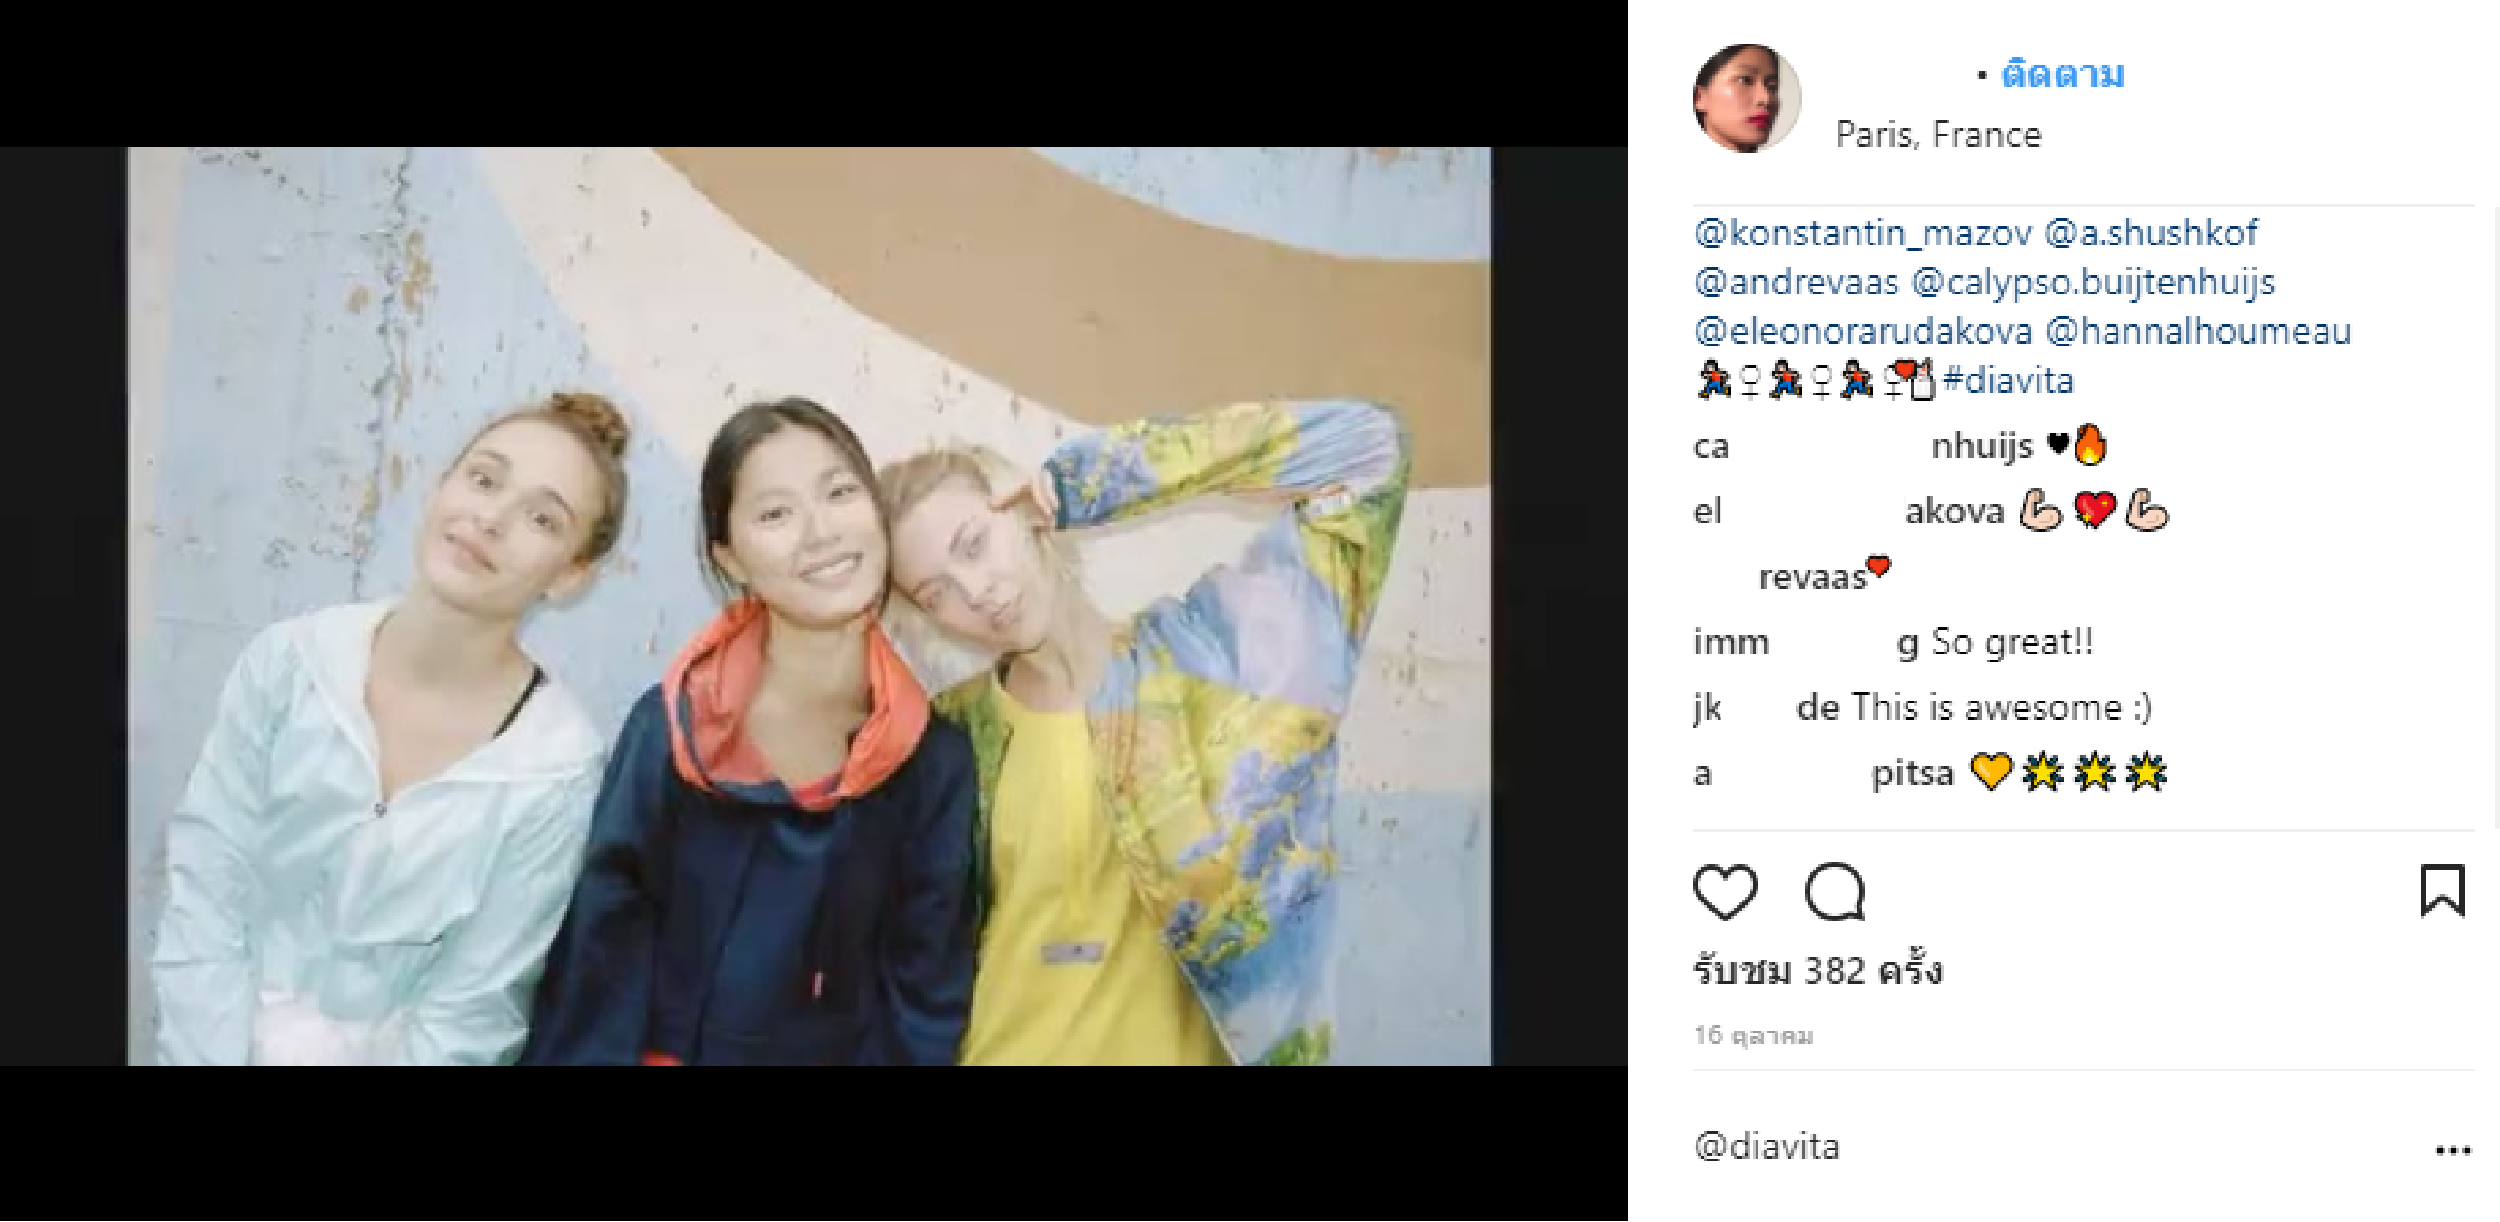 • ติดตาม
Paris, France
@konstantin_mazov @a.shushkof
@andrevaas @calypso.buijtenhuijs
@eleonorarudakova @hannalhoumeau
🏃♀🏃♀🏃♀❤🍼#diavita
ca nhuijs 🖤🔥
el akova 💪🏻💖💪🏻
revaas❤
imm g So great!!
jk de This is awesome :)
a pitsa 💛🌟🌟🌟
รับชม 382 ครั้ง
16 ตุลาคม
@diavita